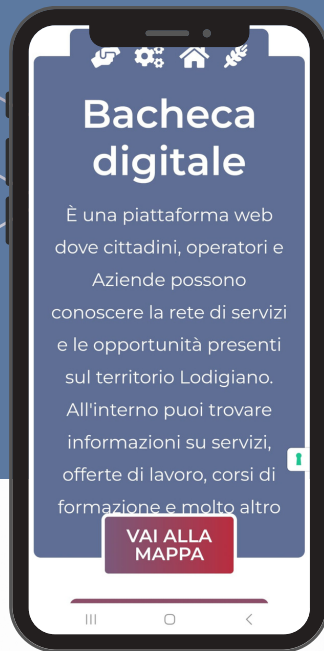 Bacheca
digitale
È una piattaforma web
dove cittadini, operatori e
Aziende possono
conoscere la rete di servizi
e le opportunità presenti
sul territorio Lodigiano.
All'interno puoi trovare
informazioni su servizi,
offerte di lavoro, corsi di
formazione e molto altro
VAI ALLA
MAPPA